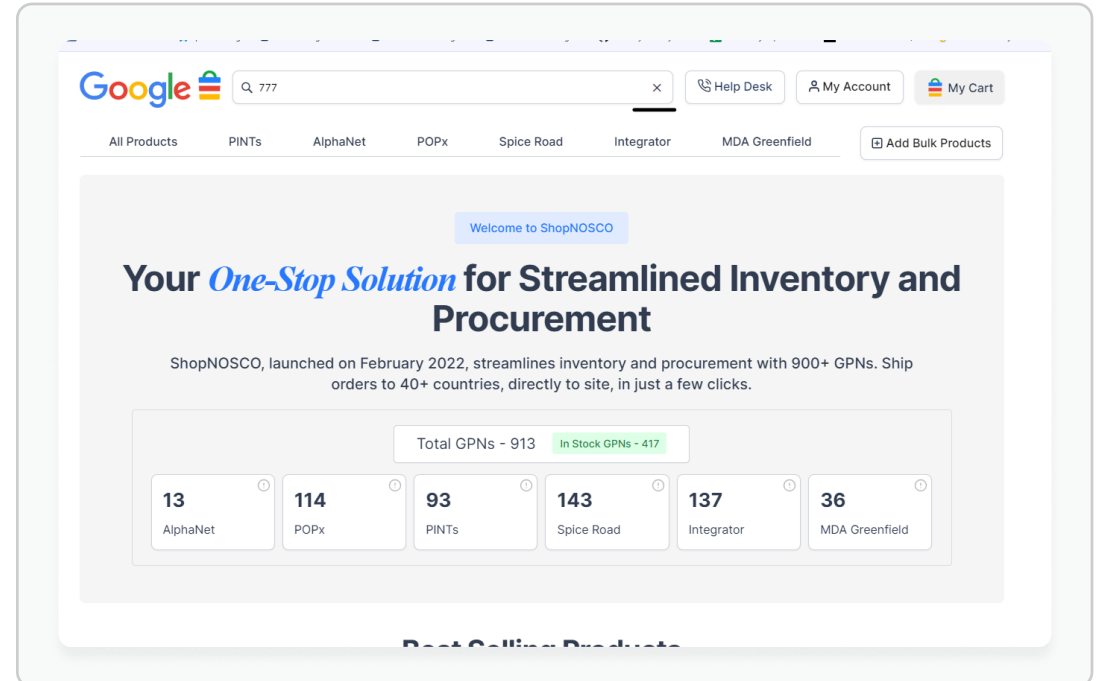 Google
777
Help Desk
My Account
My Cart
All Products
PINTs
AlphaNet
POPx
Spice Road
Integrator
MDA Greenfield
Add Bulk Products
Welcome to ShopNOSCO
Your One-Stop Solution for Streamlined Inventory and
Procurement
ShopNOSCO, launched on February 2022, streamlines inventory and procurement with 900+ GPNs. Ship
orders to 40+ countries, directly to site, in just a few clicks.
Total GPNs - 913
In Stock GPNs - 417
13
AlphaNet
114
POPx
93
PINTs
143
Spice Road
137
Integrator
36
MDA Greenfield
Best Selling Products